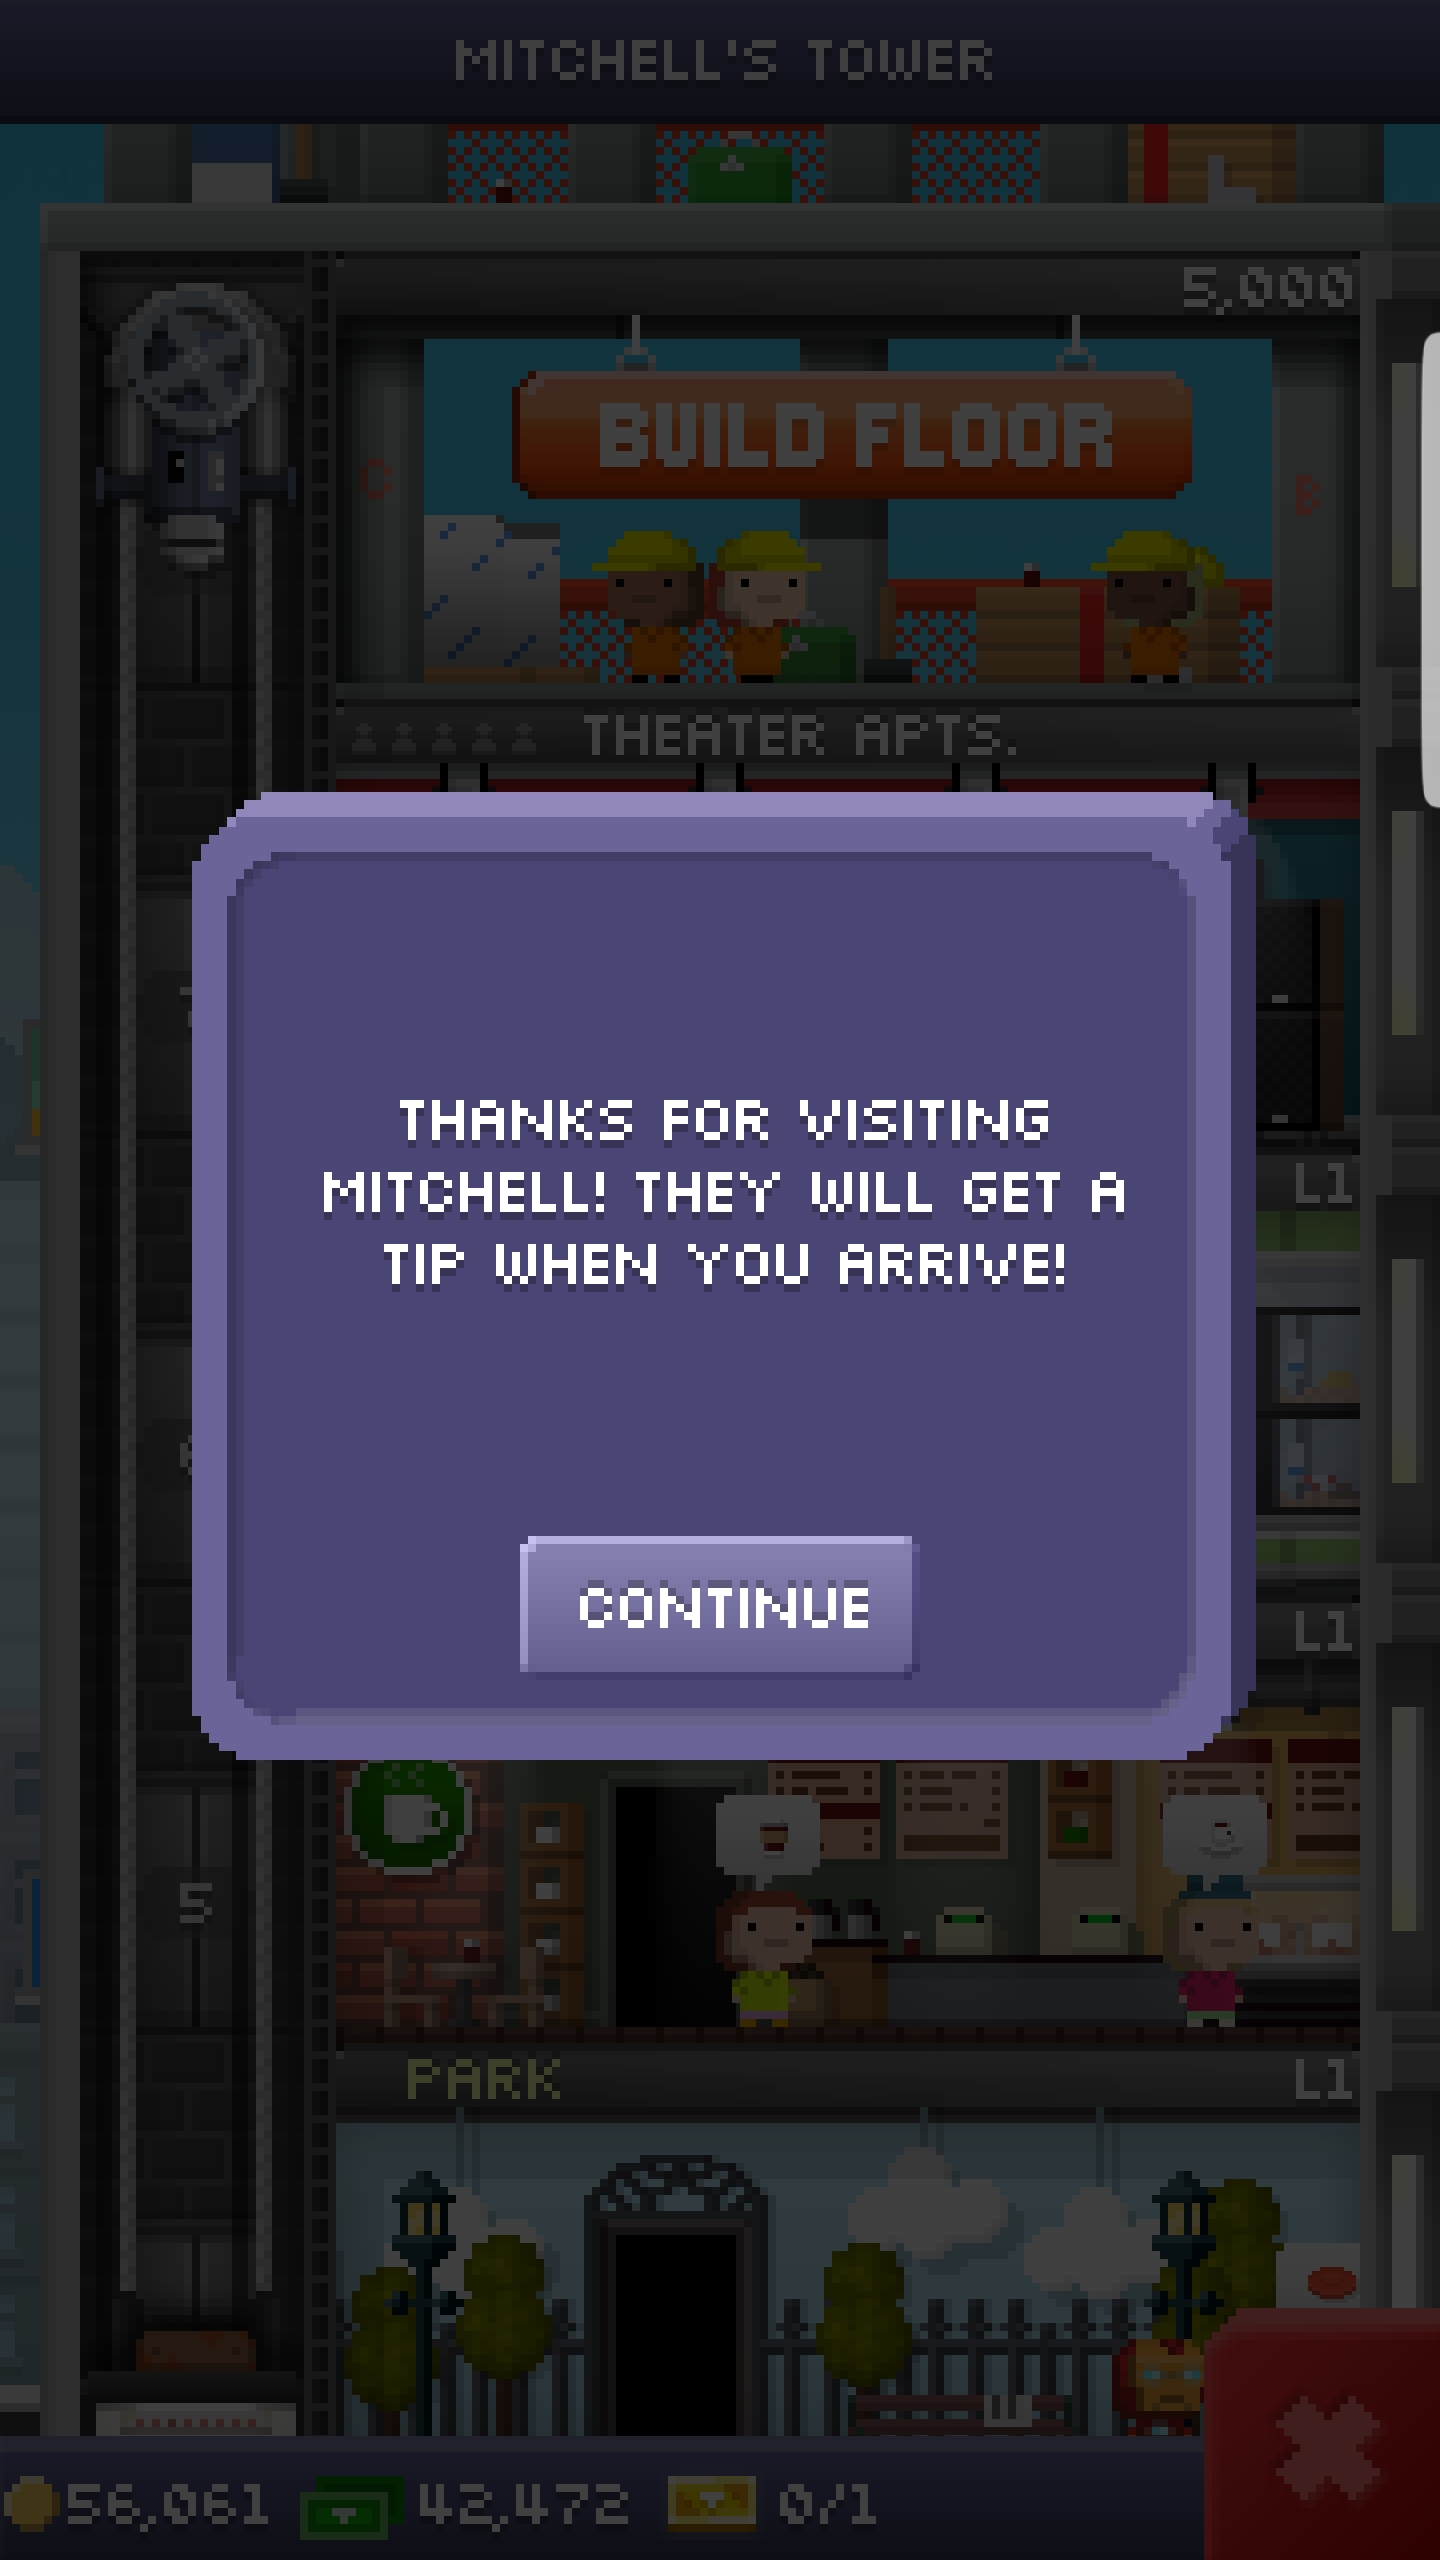 MITCHELL'S TOWER
5,000
BUILD FLOOR
C
B
THEATER APTS.
THANKS FOR VISITING
MITCHELL! THEY WILL GET A
TIP WHEN YOU ARRIVE!
L1
CONTINUE
L1
5
PARK
L1
56,061
42,472
0/1